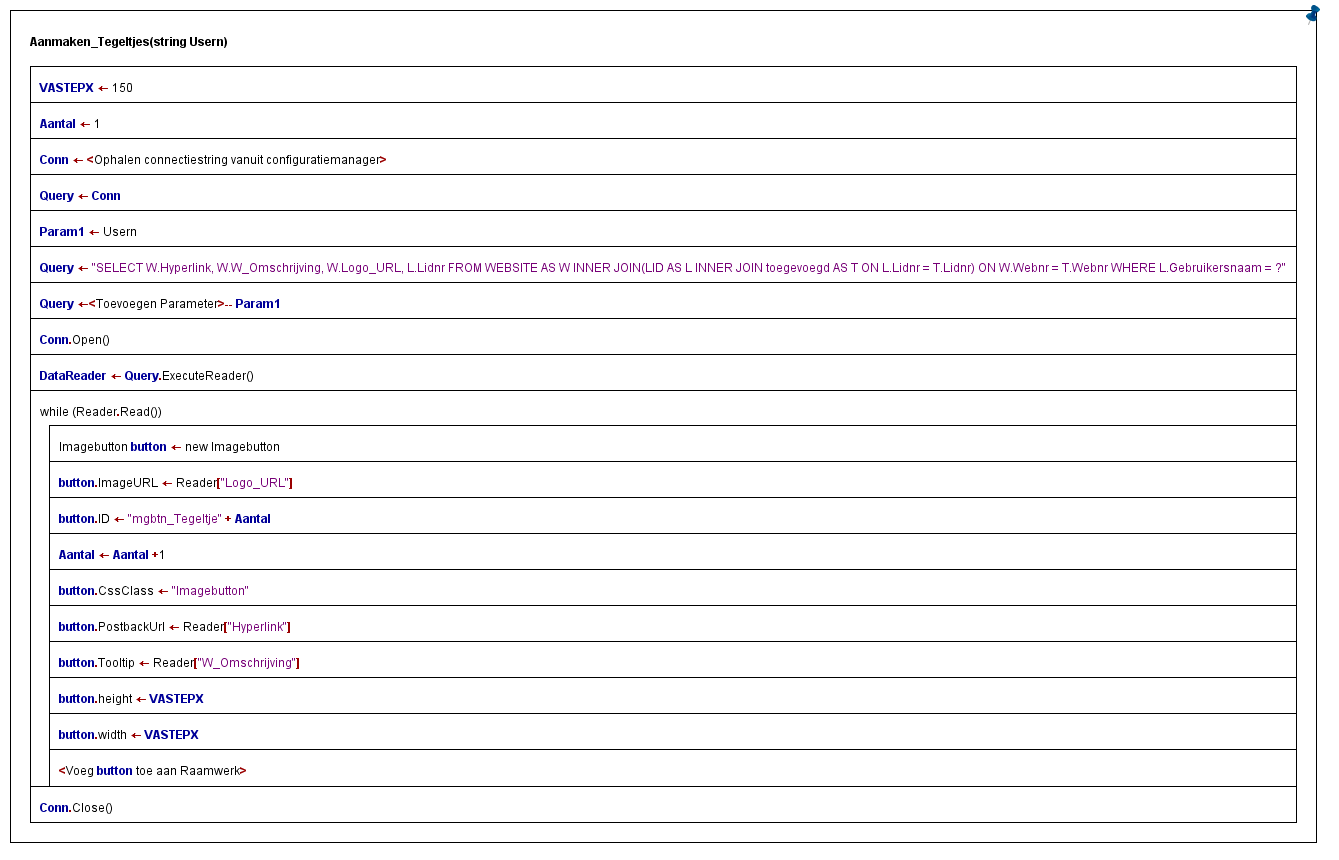 Aanmaken_Tegeltjes(string Usern)
VASTEPX ← 150
Aantal ← 1
Conn ← <Ophalen connectiestring vanuit configuratiemanager>
Query ← Conn
Param1 ← Usern
Query ← "SELECT W.Hyperlink, W.W_Omschrijving, W.Logo_URL, L.Lidnr FROM WEBSITE AS W INNER JOIN(LID AS L INNER JOIN toegevoegd AS T ON L.Lidnr = T.Lidnr) ON W.Webnr = T.Webnr WHERE L.Gebruikersnaam = ?"
Query ←<Toevoegen Parameter>-- Param1
Conn.Open()
DataReader ← Query.ExecuteReader()
while (Reader.Read())
Imagebutton button ← new Imagebutton
button.ImageURL ← Reader["Logo_URL"]
button.ID ← "mgbtn_Tegeltje" + Aantal
Aantal ← Aantal +1
button.CssClass ← "Imagebutton"
button.PostbackUrl ← Reader["Hyperlink"]
button.Tooltip ← Reader["W_Omschrijving"]
button.height ← VASTEPX
button.width ← VASTEPX
<Voeg button toe aan Raamwerk>
Conn.Close()